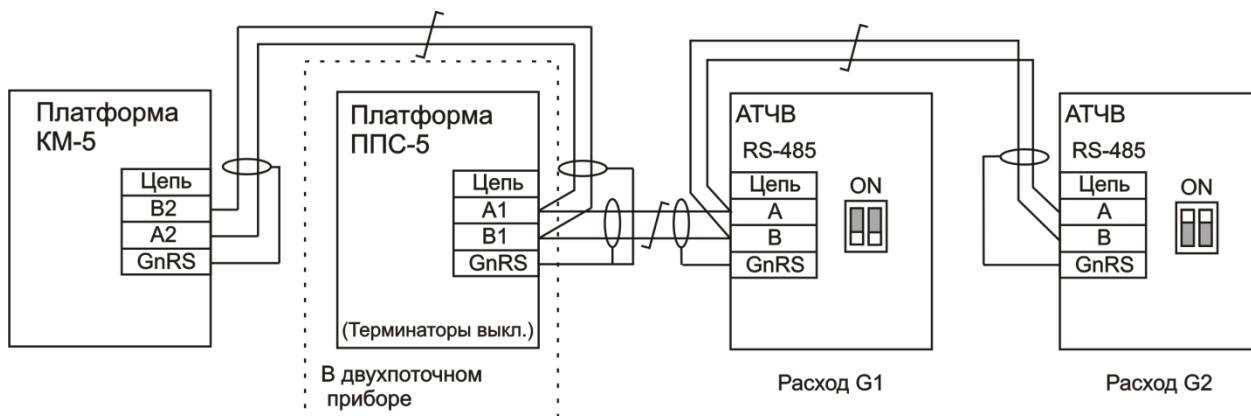 Платформа
КМ-5
Цепь
B2
A2
GnRS
Платформа
ППС-5
Цепь
A1
B1
GnRS
(Терминаторы выкл.)
В двухпоточном
приборе
АТЧВ
RS-485
Цепь
A
B
GnRS
ON
Расход G1
АТЧВ
RS-485
Цепь
A
B
GnRS
ON
Расход G2